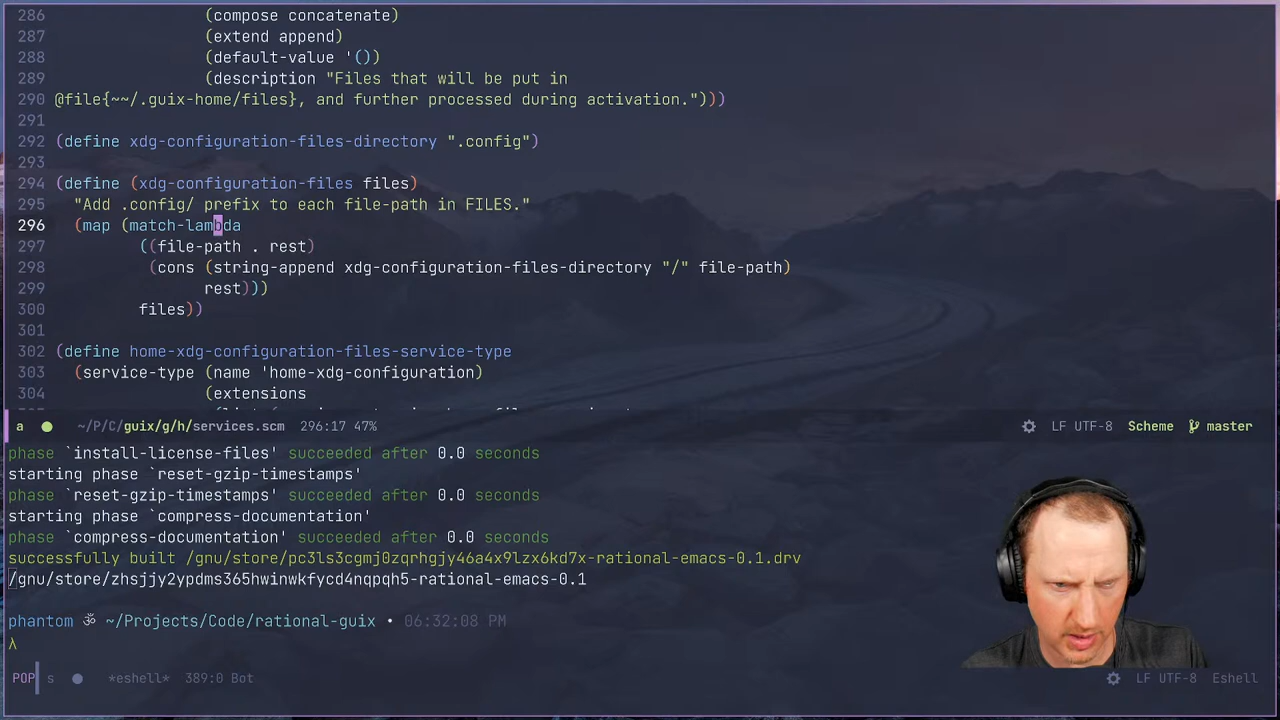 286 (compose concatenate)
287 (extend append)
288 (default-value '())
289 (description "Files that will be put in
290 @file{~~/.guix-home/files}, and further processed during activation.")))
291
292 (define xdg-configuration-files-directory ".config")
293
294 (define (xdg-configuration-files files)
295 "Add .config/ prefix to each file-path in FILES."
296 (map (match-lambda
297 ((file-path . rest)
298 (cons (string-append xdg-configuration-files-directory "/" file-path)
299 rest)))
300 files))
301
302 (define home-xdg-configuration-files-service-type
303 (service-type (name 'home-xdg-configuration)
304 (extensions
a ● ~/P/C/guix/g/h/services.scm 296:17 47% LF UTF-8 Scheme master
phase `install-license-files' succeeded after 0.0 seconds
starting phase `reset-gzip-timestamps'
phase `reset-gzip-timestamps' succeeded after 0.0 seconds
starting phase `compress-documentation'
phase `compress-documentation' succeeded after 0.0 seconds
successfully built /gnu/store/pc3ls3cgmj0zqrhgjy46a4x9lzx6kd7x-rational-emacs-0.1.drv
/gnu/store/zhsjjy2ypdms365hwinwkfycd4nqpqh5-rational-emacs-0.1
phantom ॐ ~/Projects/Code/rational-guix • 06:32:08 PM
λ
POP s ● *eshell* 389:0 Bot LF UTF-8 Eshell